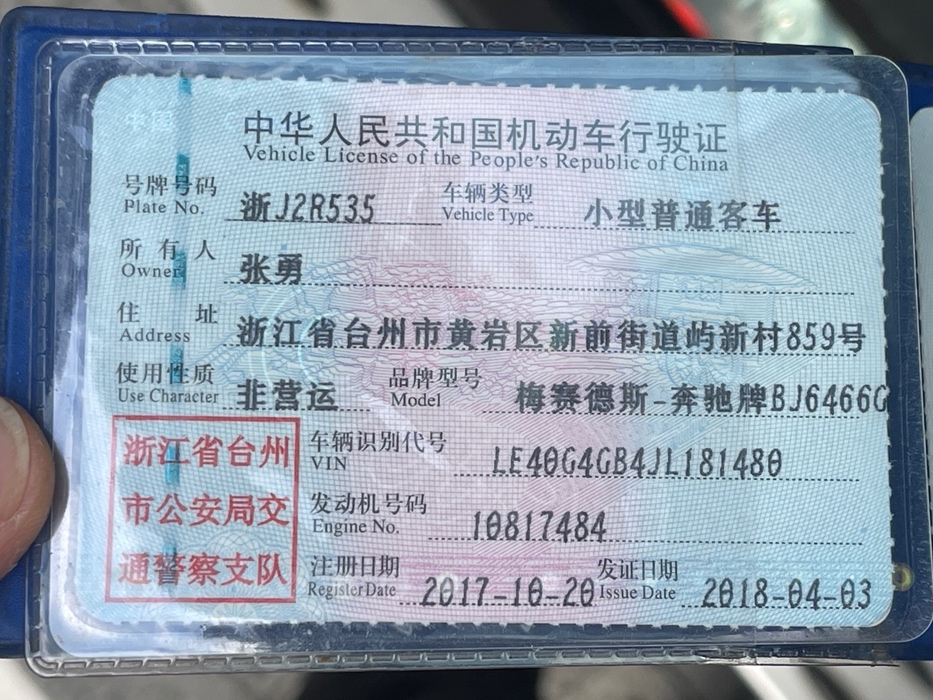 中华人民共和国机动车行驶证
Vehicle License of the People's Republic of China
号牌号码 浙J2R535 车辆类型 小型普通客车
Plate No. Vehicle Type
所有人 张勇
Owner
住址 浙江省台州市黄岩区新前街道屿新村859号
Address
使用性质 非营运 品牌型号 梅赛德斯-奔驰牌BJ6466G
Use Character Model
浙江省台州
市公安局交
通警察支队
车辆识别代号 LE40G4GB4JL181480
VIN
发动机号码 10817484
Engine No.
注册日期 2017-10-20 发证日期 2018-04-03
Register Date Issue Date